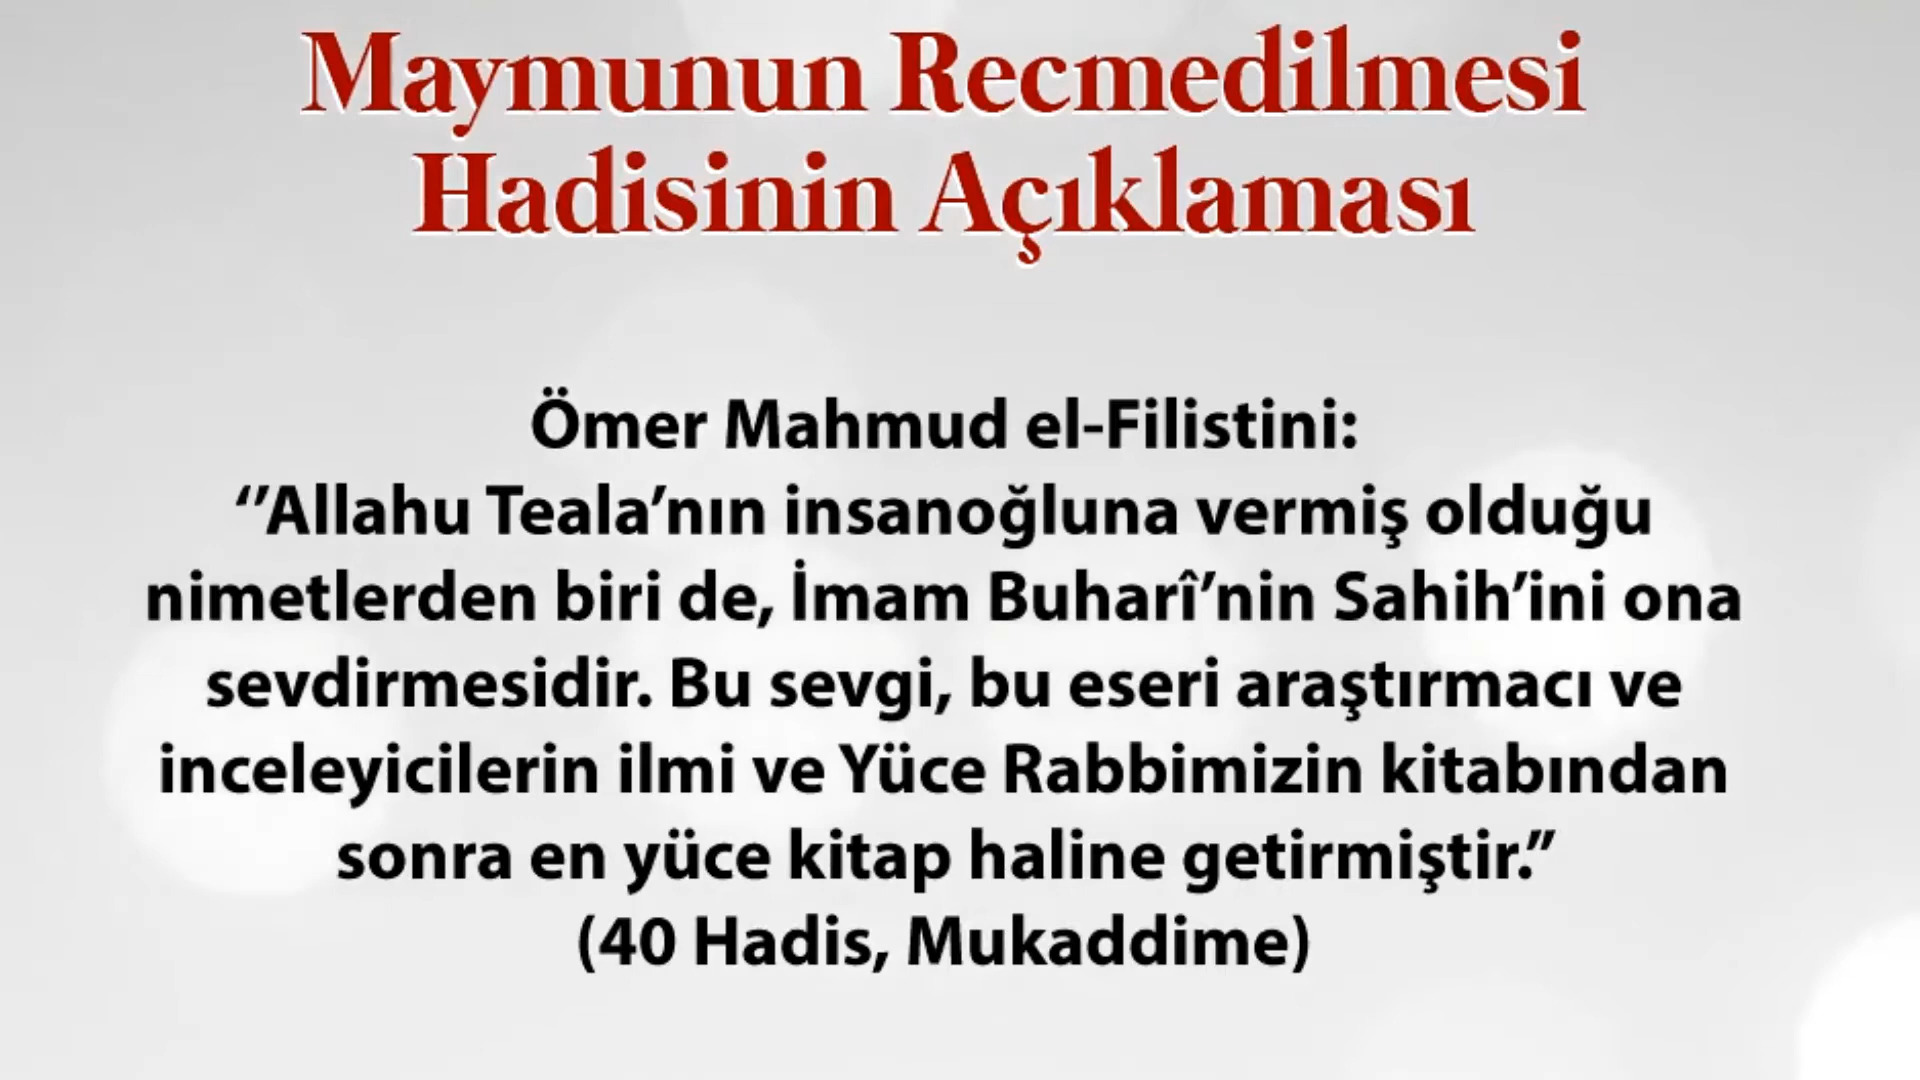 Maymunun Recmedilmesi
Hadisinin Açıklaması
Ömer Mahmud el-Filistini:
‘’Allahu Teala’nın insanoğluna vermiş olduğu
nimetlerden biri de, İmam Buharî’nin Sahih’ini ona
sevdirmesidir. Bu sevgi, bu eseri araştırmacı ve
inceleyicilerin ilmi ve Yüce Rabbimizin kitabından
sonra en yüce kitap haline getirmiştir.”
(40 Hadis, Mukaddime)